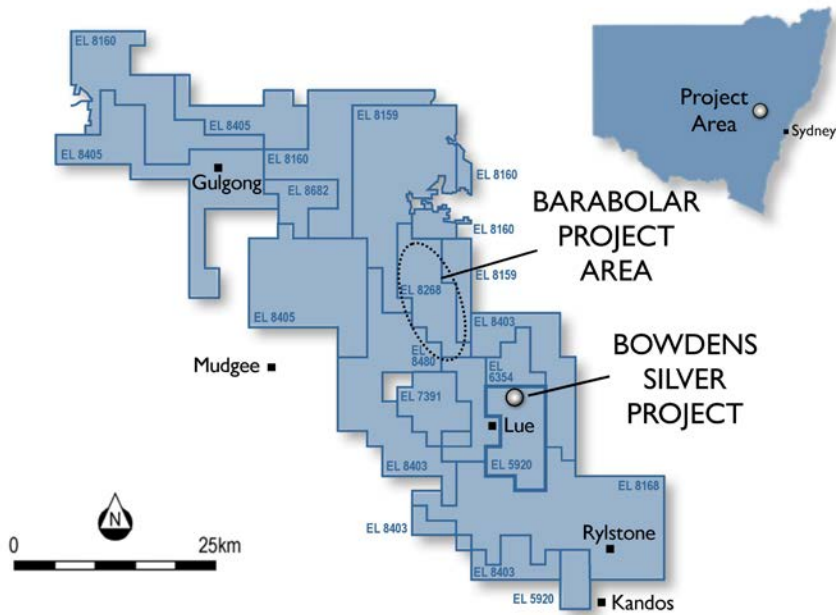 EL 8160
EL 8405
EL 8159
EL 8405
EL 8160
Gulgong
EL 8682
EL 8160
EL 8160
BARABOLAR
PROJECT
AREA
EL 8159
EL 8268
EL 8405
EL 8403
EL
8480
Mudgee
EL
6354
BOWDENS
SILVER
PROJECT
EL 7391
Lue
EL 8403
EL 5920
EL 8168
EL 8403
Rylstone
EL 8403
EL 5920
Kandos
N
0
25km
Project
Area
Sydney